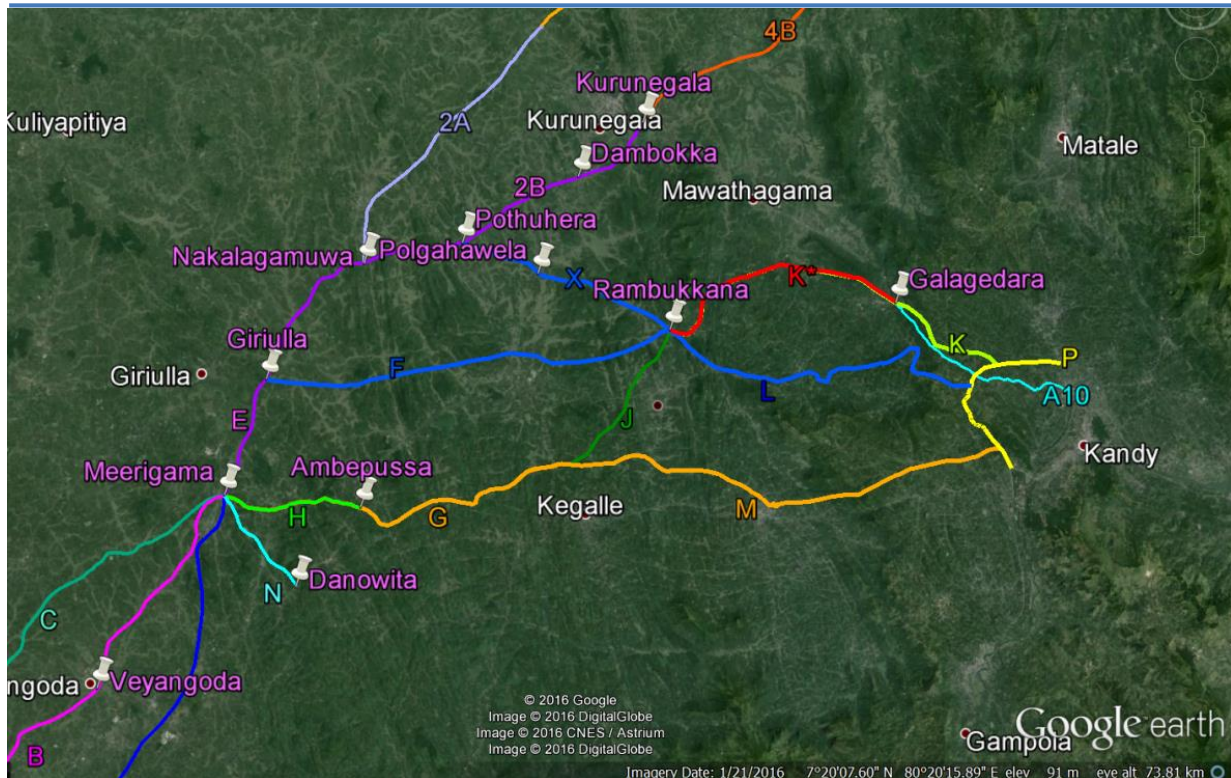 4B
Kurunegala
Kuliyapitiya
2A
Kurunegala
Matale
Dambokka
2B
Mawathagama
Pothuhera
Nakalagamuwa
Polgahawela
X
K*
Galagedara
Rambukkana
Giriulla
Giriulla
F
K
P
L
A10
E
J
Kandy
Meerigama
Ambepussa
H
G
Kegalle
M
N
Danowita
C
ngoda
Veyangoda
© 2016 Google
Image © 2016 DigitalGlobe
Image © 2016 CNES / Astrium
Image © 2016 DigitalGlobe
Google earth
B
Gampola
Imagery Date: 1/21/2016 7°20'07.60" N 80°20'15.89" E elev 91 m eye alt 73.81 km